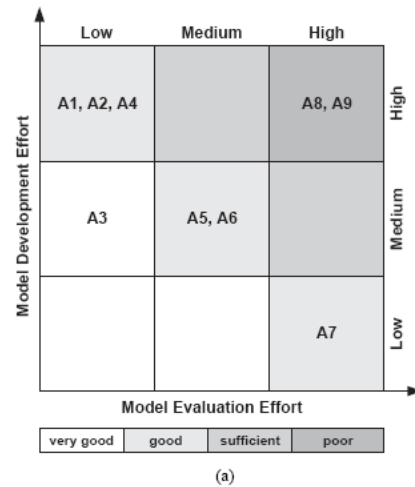 Low Medium High
Model Development Effort
A1, A2, A4
A8, A9
High
A3
A5, A6
Medium
A7
Low
Model Evaluation Effort
very good good sufficient poor
(a)